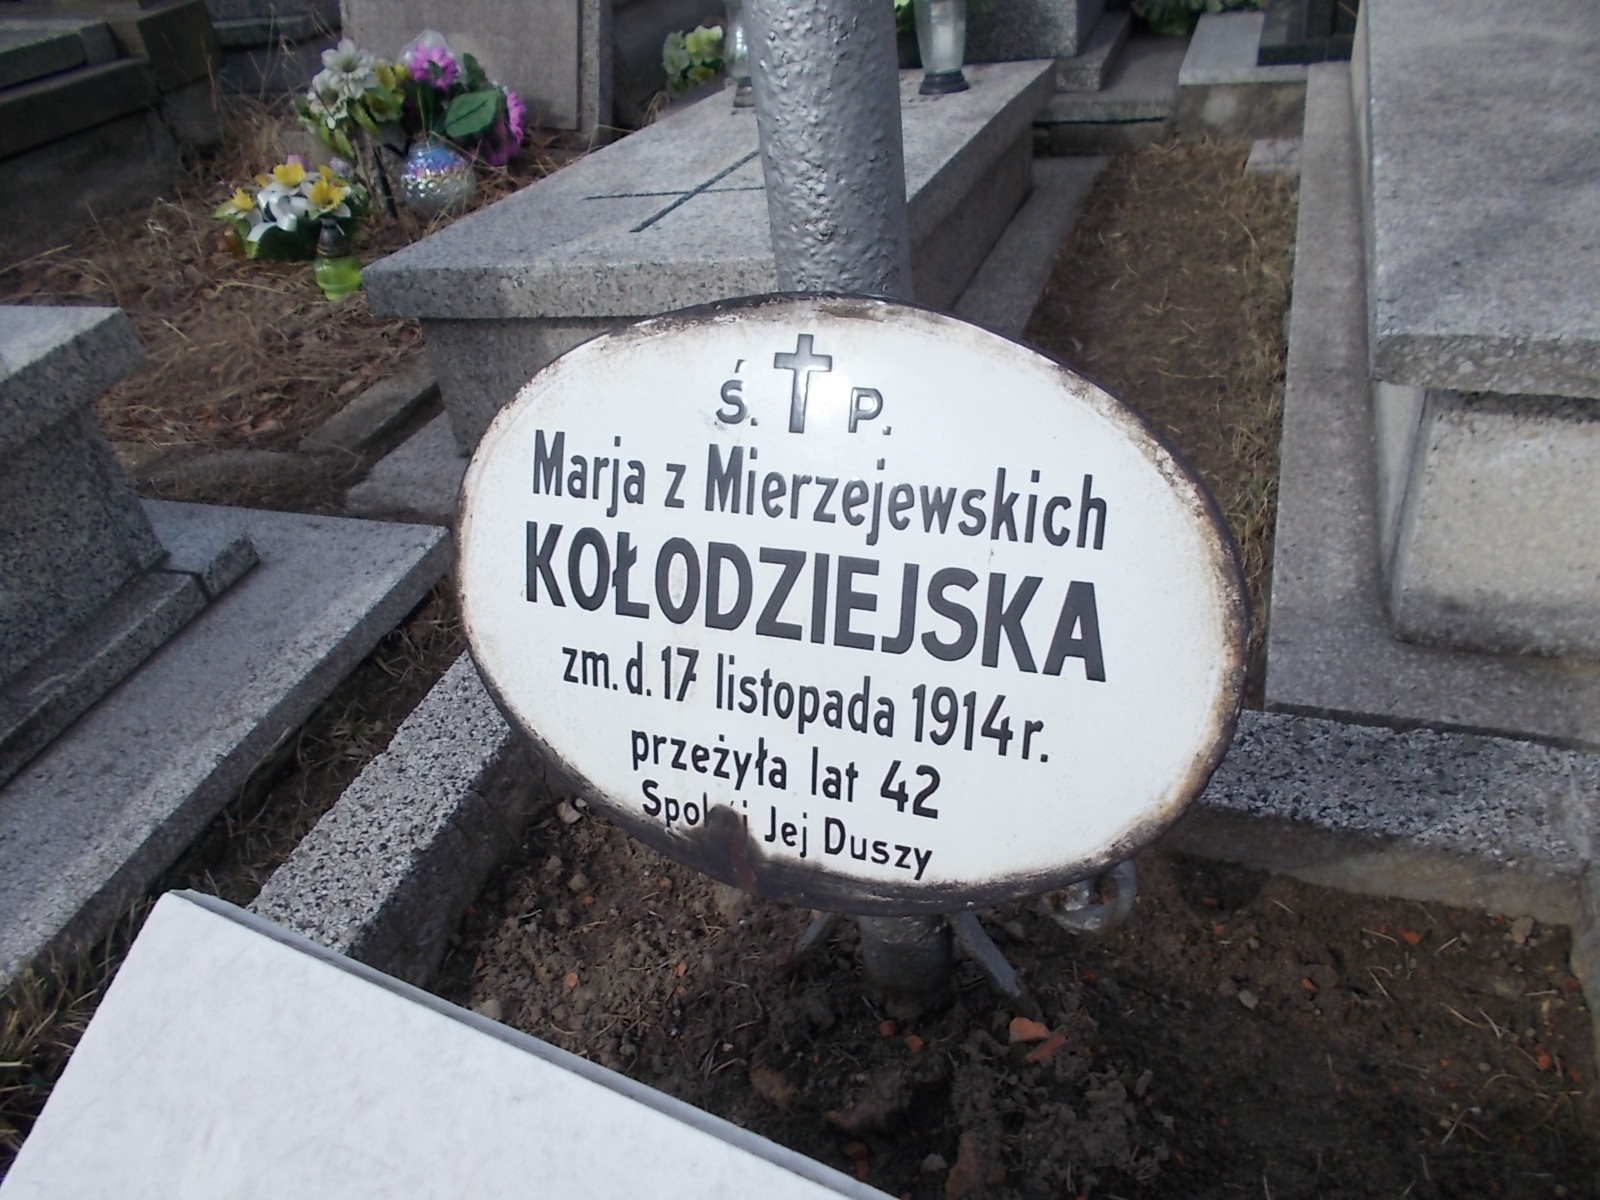 Ś. P.
Marja z Mierzejewskich
KOŁODZIEJSKA
zm. d. 17 listopada 1914 r.
przeżyła lat 42
Spokój Jej Duszy